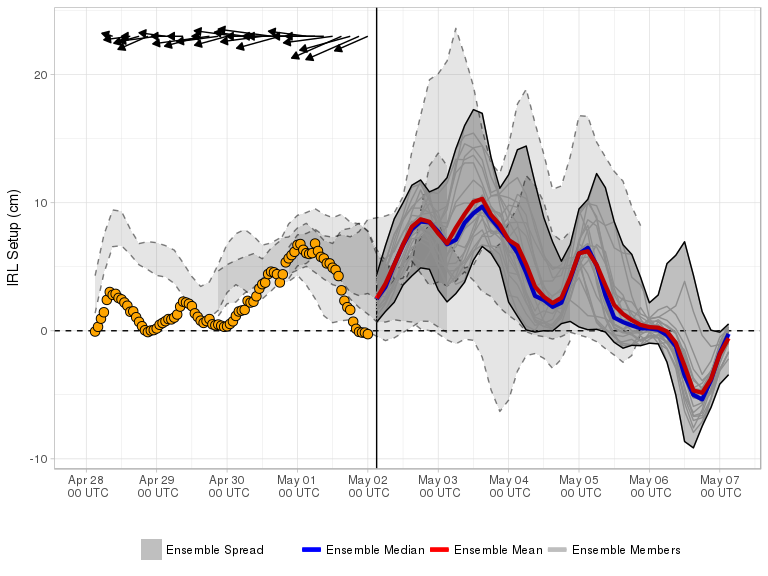 20
10
0
-10
IRL Setup (cm)
Apr 28 Apr 29 Apr 30 May 01 May 02 May 03 May 04 May 05 May 06 May 07
00 UTC 00 UTC 00 UTC 00 UTC 00 UTC 00 UTC 00 UTC 00 UTC 00 UTC 00 UTC
Ensemble Spread Ensemble Median Ensemble Mean Ensemble Members